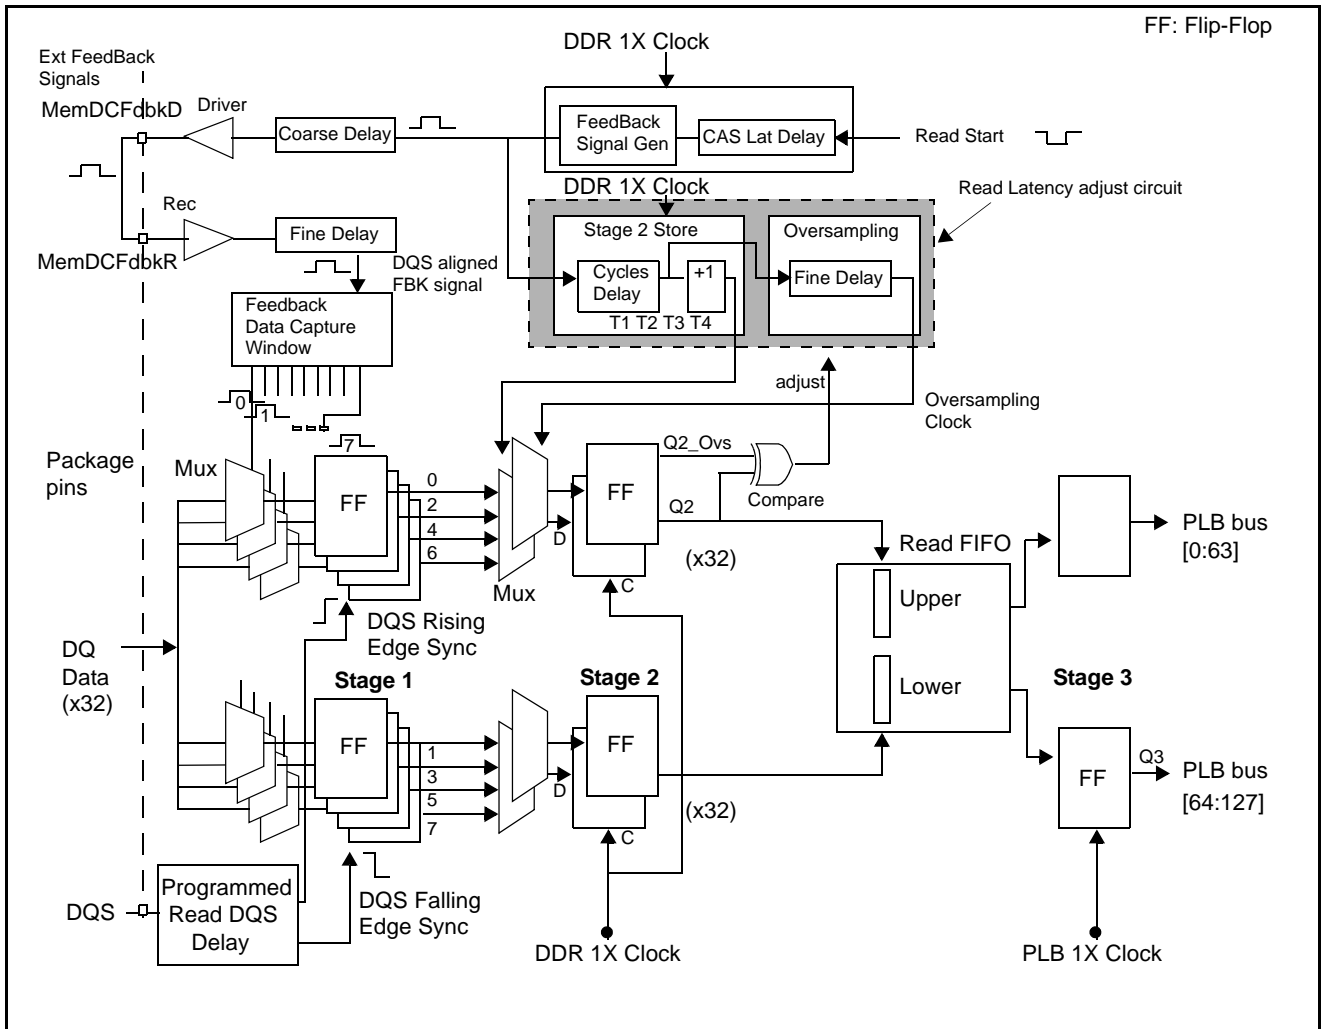 FF: Flip-Flop
DDR 1X Clock
Ext FeedBack
Signals
MemDCFdbkD
Driver
Coarse Delay
FeedBack
Signal Gen
CAS Lat Delay
Read Start
DDR 1X Clock
Read Latency adjust circuit
Rec
Fine Delay
MemDCFdbkR
DQS aligned
FBK signal
Stage 2 Store
Oversampling
Cycles
Delay
+1
Fine Delay
T1 T2 T3 T4
Feedback
Data Capture
Window
adjust
Oversampling
Clock
0
1
7
Package
pins
Mux
FF
0
2
4
6
Mux
D
FF
C
Q2_Ovs
Q2
Compare
(x32)
Read FIFO
Upper
Lower
PLB bus
[0:63]
DQS Rising
Edge Sync
DQ
Data
(x32)
Stage 1
Stage 2
Stage 3
FF
1
3
5
7
D
FF
C
(x32)
FF
Q3
PLB bus
[64:127]
Programmed
Read DQS
Delay
DQS
DQS Falling
Edge Sync
DDR 1X Clock
PLB 1X Clock